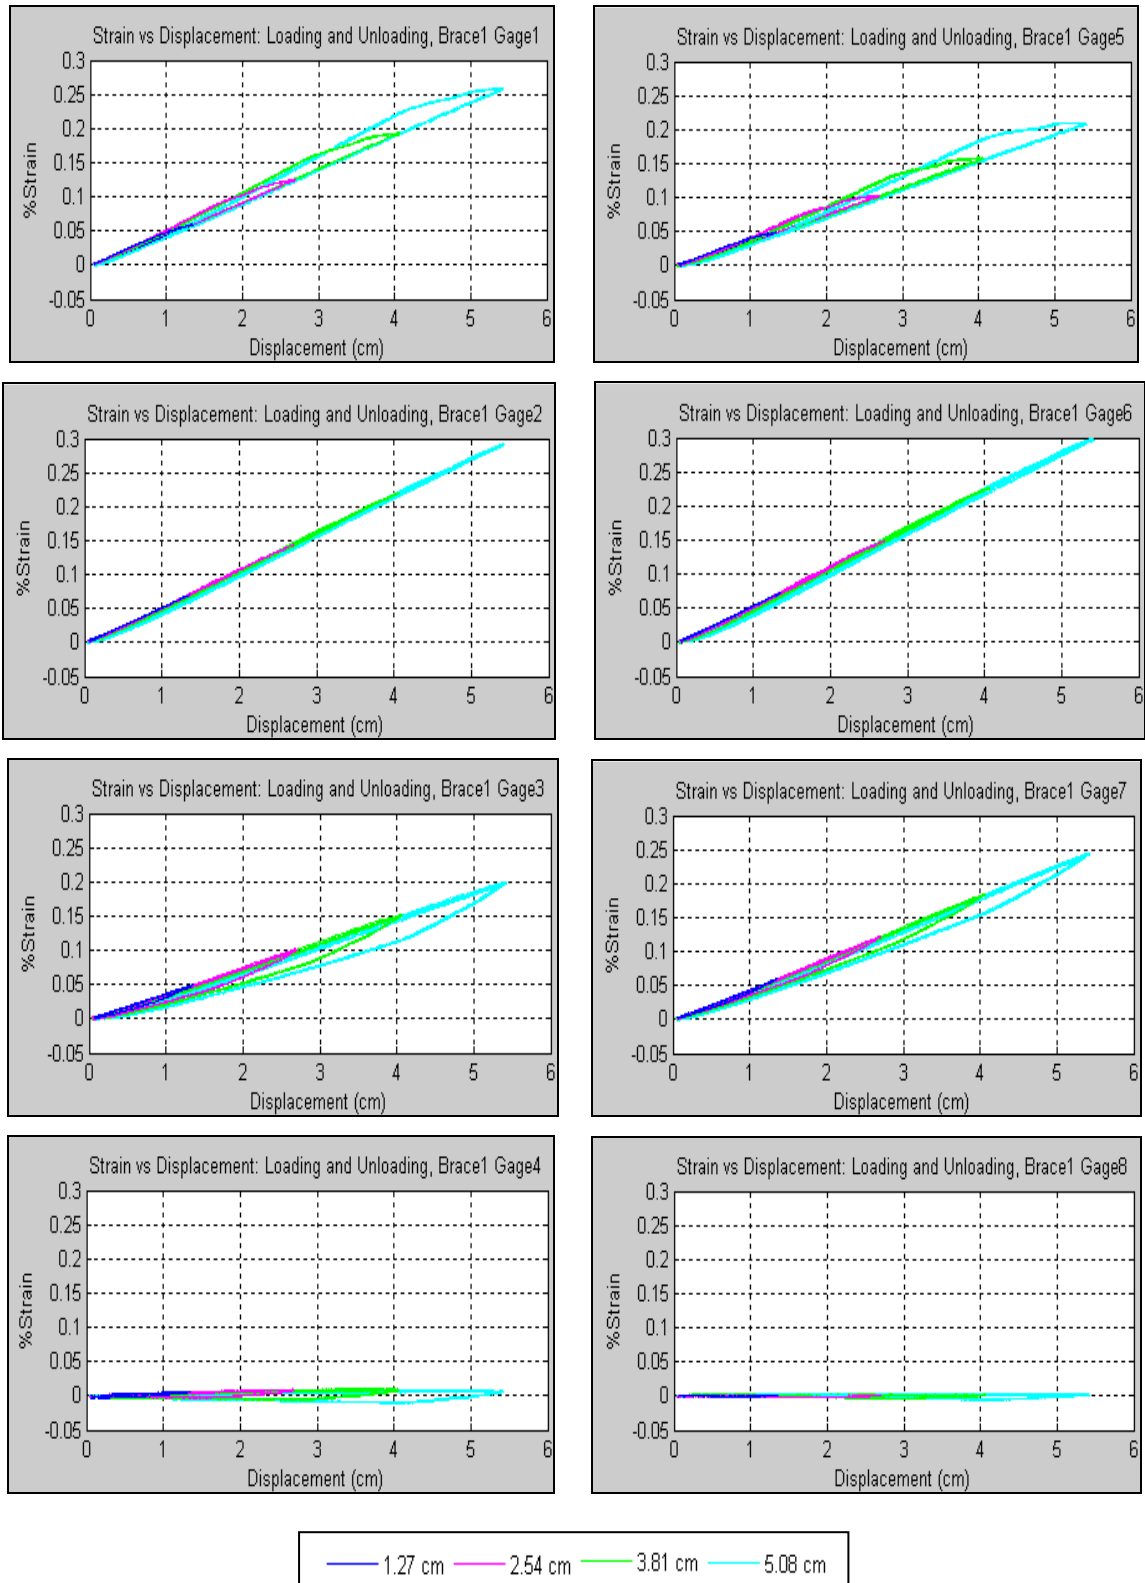 Strain vs Displacement: Loading and Unloading, Brace1 Gage1
0.3
0.25
0.2
0.15
0.1
0.05
0
-0.05
%Strain
0 1 2 3 4 5 6
Displacement (cm)
Strain vs Displacement: Loading and Unloading, Brace1 Gage5
0.3
0.25
0.2
0.15
0.1
0.05
0
-0.05
%Strain
0 1 2 3 4 5 6
Displacement (cm)
Strain vs Displacement: Loading and Unloading, Brace1 Gage2
0.3
0.25
0.2
0.15
0.1
0.05
0
-0.05
%Strain
0 1 2 3 4 5 6
Displacement (cm)
Strain vs Displacement: Loading and Unloading, Brace1 Gage6
0.3
0.25
0.2
0.15
0.1
0.05
0
-0.05
%Strain
0 1 2 3 4 5 6
Displacement (cm)
Strain vs Displacement: Loading and Unloading, Brace1 Gage3
0.3
0.25
0.2
0.15
0.1
0.05
0
-0.05
%Strain
0 1 2 3 4 5 6
Displacement (cm)
Strain vs Displacement: Loading and Unloading, Brace1 Gage7
0.3
0.25
0.2
0.15
0.1
0.05
0
-0.05
%Strain
0 1 2 3 4 5 6
Displacement (cm)
Strain vs Displacement: Loading and Unloading, Brace1 Gage4
0.3
0.25
0.2
0.15
0.1
0.05
0
-0.05
%Strain
0 1 2 3 4 5 6
Displacement (cm)
Strain vs Displacement: Loading and Unloading, Brace1 Gage8
0.3
0.25
0.2
0.15
0.1
0.05
0
-0.05
%Strain
0 1 2 3 4 5 6
Displacement (cm)
1.27 cm 2.54 cm 3.81 cm 5.08 cm